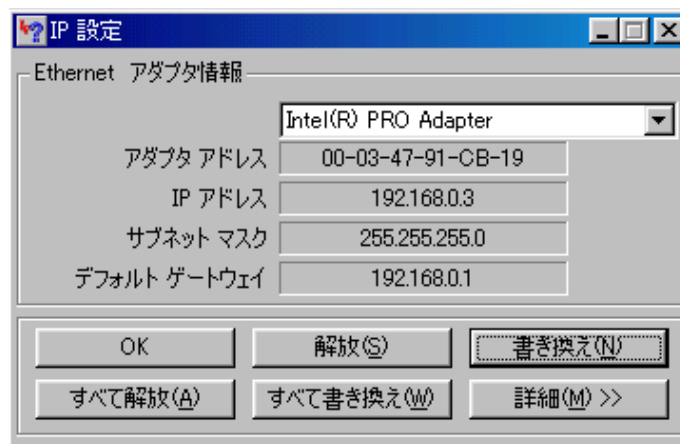 IP 設定
Ethernet アダプタ情報
Intel(R) PRO Adapter
アダプタ アドレス 00-03-47-91-CB-19
IP アドレス 192.168.0.3
サブネット マスク 255.255.255.0
デフォルト ゲートウェイ 192.168.0.1
OK 解放(S) 書き換え(N)
すべて解放(A) すべて書き換え(W) 詳細(M) >>